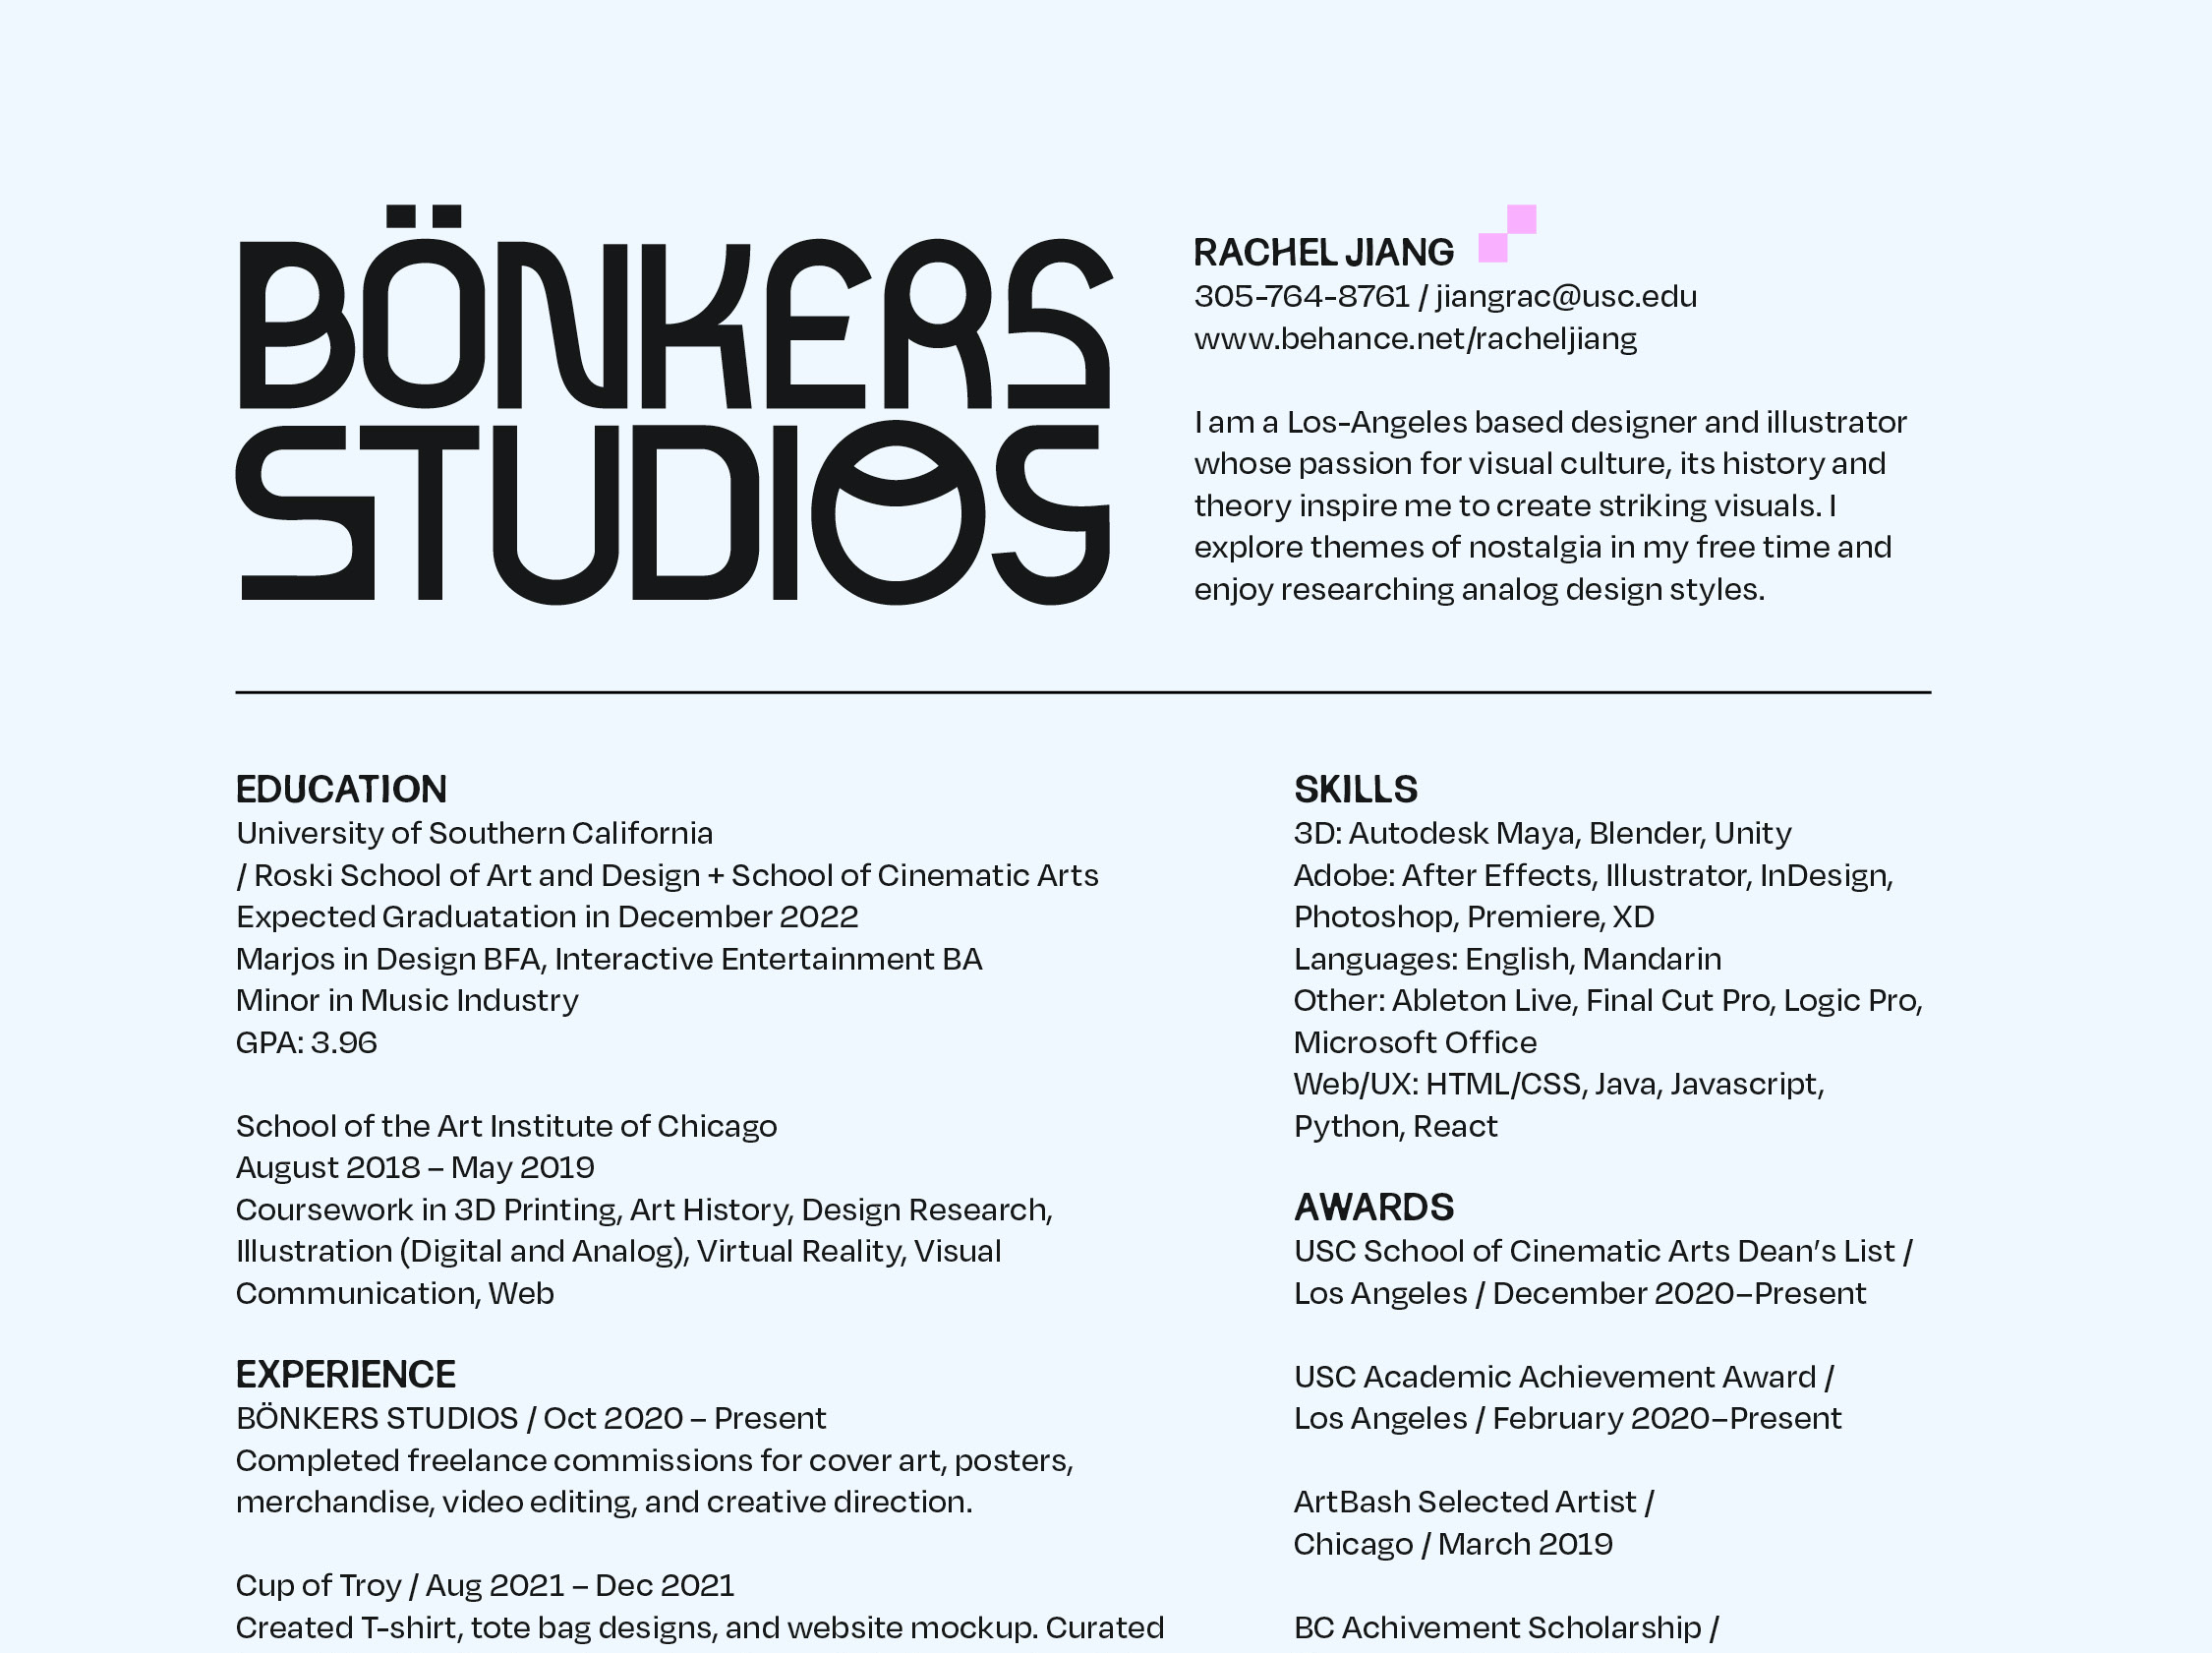 BÖNKERS
STUDIOS
RACHEL JIANG
305-764-8761 / jiangrac@usc.edu
www.behance.net/racheljiang
I am a Los-Angeles based designer and illustrator
whose passion for visual culture, its history and
theory inspire me to create striking visuals. I
explore themes of nostalgia in my free time and
enjoy researching analog design styles.
EDUCATION
University of Southern California
/ Roski School of Art and Design + School of Cinematic Arts
Expected Graduatation in December 2022
Marjos in Design BFA, Interactive Entertainment BA
Minor in Music Industry
GPA: 3.96
School of the Art Institute of Chicago
August 2018 – May 2019
Coursework in 3D Printing, Art History, Design Research,
Illustration (Digital and Analog), Virtual Reality, Visual
Communication, Web
EXPERIENCE
BÖNKERS STUDIOS / Oct 2020 – Present
Completed freelance commissions for cover art, posters,
merchandise, video editing, and creative direction.
Cup of Troy / Aug 2021 – Dec 2021
Created T-shirt, tote bag designs, and website mockup. Curated
SKILLS
3D: Autodesk Maya, Blender, Unity
Adobe: After Effects, Illustrator, InDesign,
Photoshop, Premiere, XD
Languages: English, Mandarin
Other: Ableton Live, Final Cut Pro, Logic Pro,
Microsoft Office
Web/UX: HTML/CSS, Java, Javascript,
Python, React
AWARDS
USC School of Cinematic Arts Dean’s List /
Los Angeles / December 2020–Present
USC Academic Achievement Award /
Los Angeles / February 2020–Present
ArtBash Selected Artist /
Chicago / March 2019
BC Achivement Scholarship /